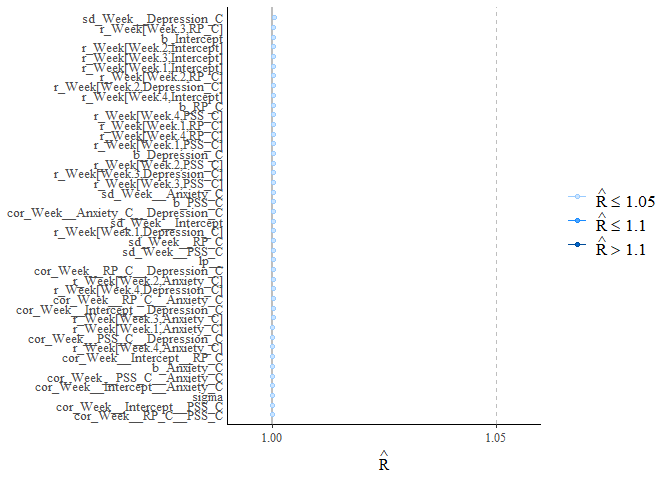 sd_Week__Depression_C
r_Week[Week.3,RP_C]
b_Intercept
r_Week[Week.2,Intercept]
r_Week[Week.3,Intercept]
r_Week[Week.1,Intercept]
r_Week[Week.2,RP_C]
r_Week[Week.2,Depression_C]
r_Week[Week.4,Intercept]
b_RP_C
r_Week[Week.4,PSS_C]
r_Week[Week.1,RP_C]
r_Week[Week.4,RP_C]
r_Week[Week.1,PSS_C]
b_Depression_C
r_Week[Week.2,PSS_C]
r_Week[Week.3,Depression_C]
r_Week[Week.3,PSS_C]
sd_Week__Anxiety_C
b_PSS_C
cor_Week__Anxiety_C__Depression_C
sd_Week__Intercept
r_Week[Week.1,Depression_C]
sd_Week__RP_C
sd_Week__PSS_C
lp__
cor_Week__RP_C__Depression_C
r_Week[Week.2,Anxiety_C]
r_Week[Week.4,Depression_C]
cor_Week__RP_C__Anxiety_C
cor_Week__Intercept__Depression_C
r_Week[Week.3,Anxiety_C]
r_Week[Week.1,Anxiety_C]
cor_Week__PSS_C__Depression_C
r_Week[Week.4,Anxiety_C]
cor_Week__Intercept__RP_C
b_Anxiety_C
cor_Week__PSS_C__Anxiety_C
cor_Week__Intercept__Anxiety_C
sigma
cor_Week__Intercept__PSS_C
cor_Week__RP_C__PSS_C
1.00 1.05
R̂
R̂ ≤ 1.05
R̂ ≤ 1.1
R̂ > 1.1